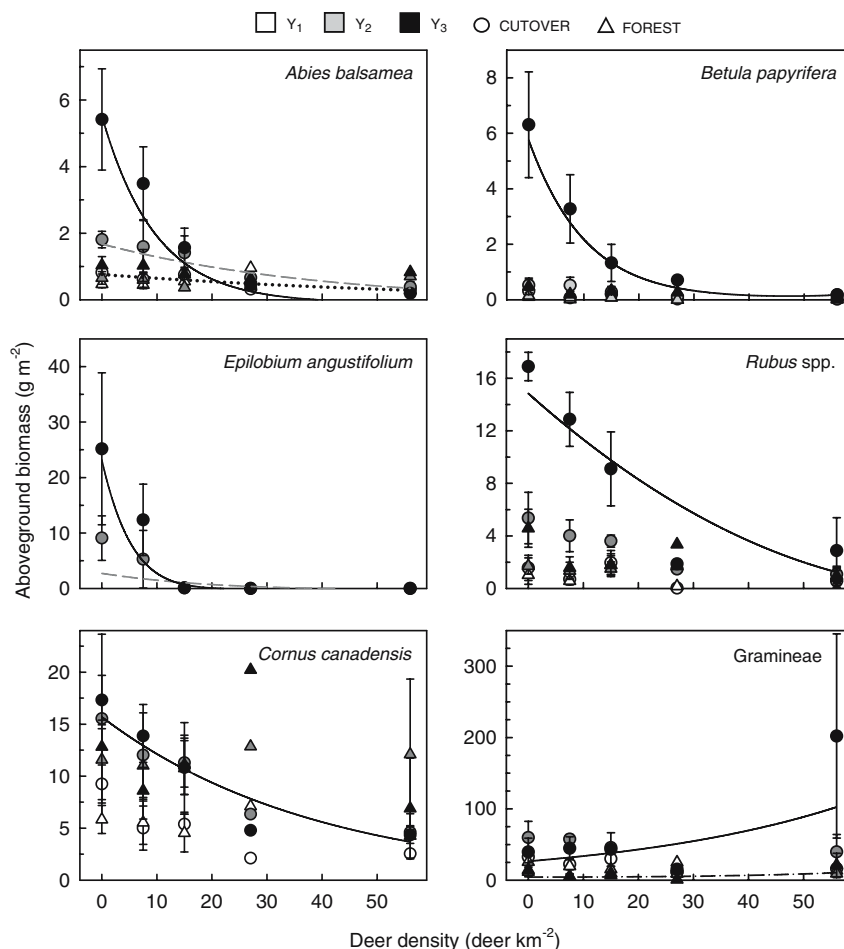 Y1 Y2 Y3 CUTOVER FOREST
Abies balsamea
6
4
2
0
Betula papyrifera
8
6
4
2
0
Epilobium angustifolium
40
30
20
10
0
Rubus spp.
16
12
8
4
0
Cornus canadensis
20
15
10
5
0
0 10 20 30 40 50
Gramineae
300
200
100
50
0
0 10 20 30 40 50
Aboveground biomass (g m-2)
Deer density (deer km-2)